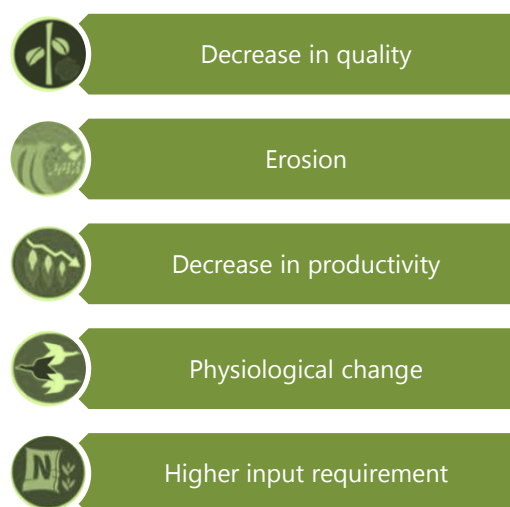 Decrease in quality
Erosion
Decrease in productivity
Physiological change
N
Higher input requirement